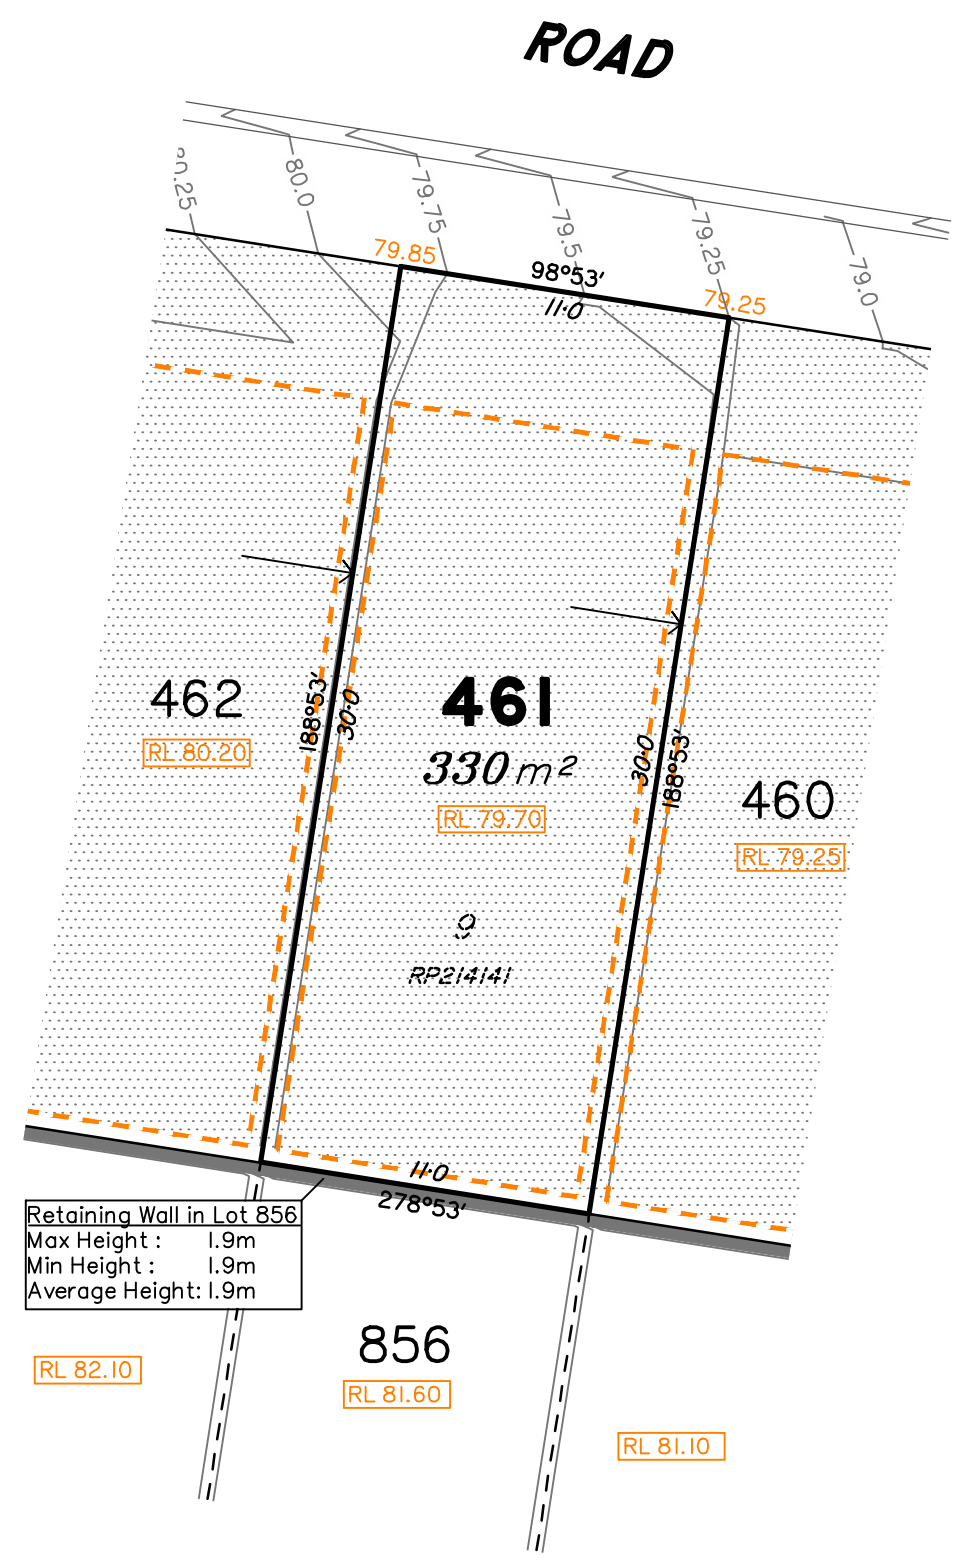 ROAD
80.25
80.0
79.75
79.5
79.25
79.0
79.85
98°53'
11·0
79.25
462
RL 80.20
188°53'
30·0
461
330 m²
RL 79.70
30·0
188°53'
460
RL 79.25
9
RP214141
11·0
278°53'
Retaining Wall in Lot 856
Max Height : 1.9m
Min Height : 1.9m
Average Height: 1.9m
856
RL 82.10
RL 81.60
RL 81.10